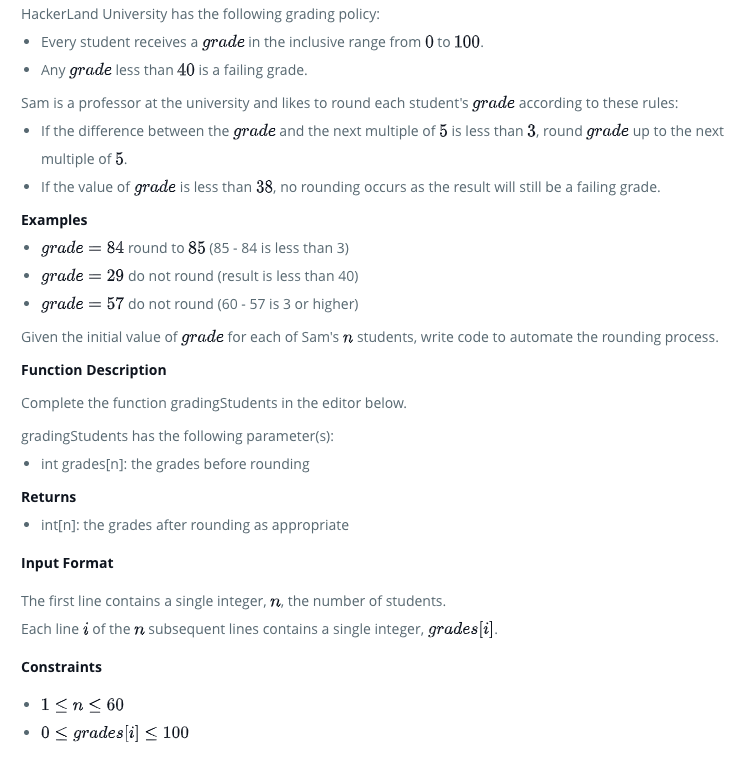 HackerLand University has the following grading policy:
• Every student receives a grade in the inclusive range from 0 to 100.
• Any grade less than 40 is a failing grade.
Sam is a professor at the university and likes to round each student's grade according to these rules:
• If the difference between the grade and the next multiple of 5 is less than 3, round grade up to the next
multiple of 5.
• If the value of grade is less than 38, no rounding occurs as the result will still be a failing grade.
Examples
• grade = 84 round to 85 (85 - 84 is less than 3)
• grade = 29 do not round (result is less than 40)
• grade = 57 do not round (60 - 57 is 3 or higher)
Given the initial value of grade for each of Sam's n students, write code to automate the rounding process.
Function Description
Complete the function gradingStudents in the editor below.
gradingStudents has the following parameter(s):
• int grades[n]: the grades before rounding
Returns
• int[n]: the grades after rounding as appropriate
Input Format
The first line contains a single integer, n, the number of students.
Each line i of the n subsequent lines contains a single integer, grades[i].
Constraints
• 1 ≤ n ≤ 60
• 0 ≤ grades[i] ≤ 100